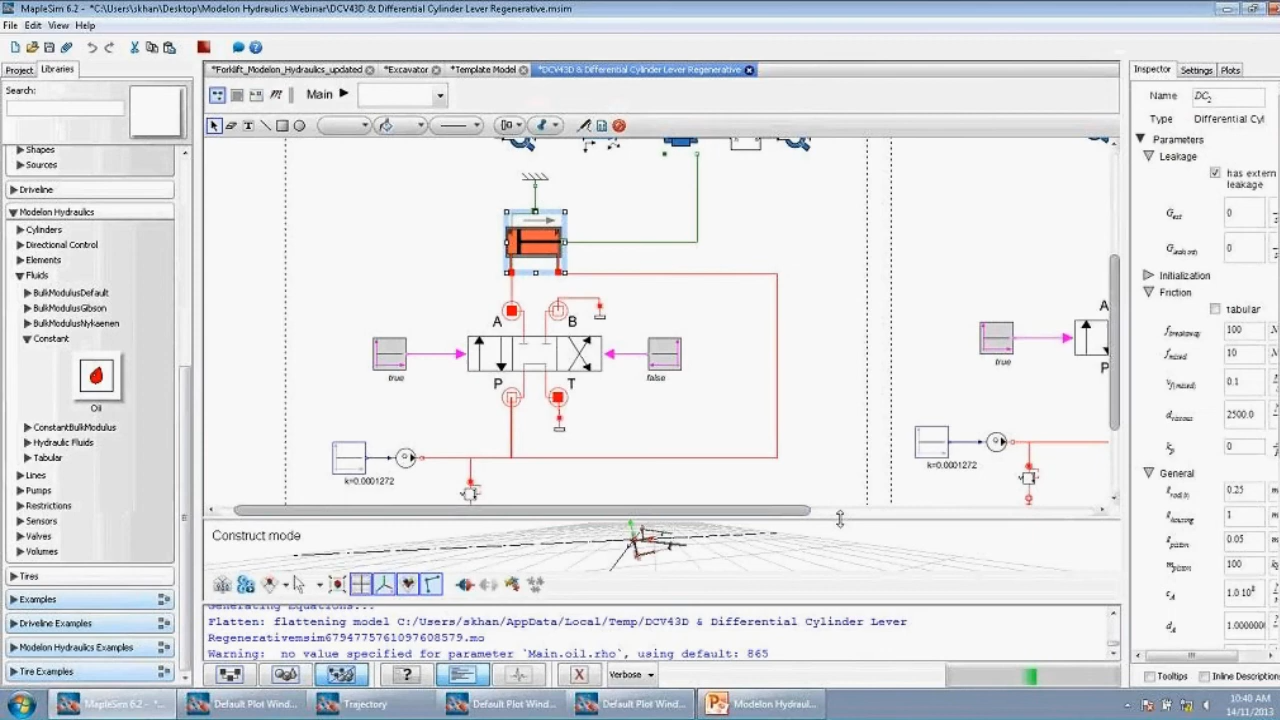 MapleSim 6.2 - *C:\Users\skhan\Desktop\Modelon Hydraulics Webinar\DCV43D & Differential Cylinder Lever Regenerative.msim
File Edit View Help
Project Libraries
Search:
Shapes
Sources
Driveline
Modelon Hydraulics
Cylinders
Directional Control
Elements
Fluids
BulkModulusDefault
BulkModulusGibson
BulkModulusNykaenen
Constant
Oil
ConstantBulkModulus
Hydraulic Fluids
Tabular
Lines
Pumps
Restrictions
Sensors
Valves
Volumes
Tires
Examples
Driveline Examples
Modelon Hydraulics Examples
Tire Examples
*Forklift_Modelon_Hydraulics_updated *Excavator *Template Model *DCV43D & Differential Cylinder Lever Regenerative
Main
A B
true false
P T
k=0.0001272
A
true
P
k=0.0001272
Construct mode
Generating Equations...
Flatten: flattening model C:/Users/skhan/AppData/Local/Temp/DCV43D & Differential Cylinder Lever
Regenerativemsim6794775761097608579.mo
Warning: no value specified for parameter `Main.oil.rho`, using default: 865
Verbose
Inspector Settings Plots
Name DC2
Type Differential Cyl
Parameters
Leakage
has extern
leakage
0
0
Initialization
Friction
tabular
100
10
0.1
2500.0
0
General
0.25
1
0.05
100
1.0 10
1.000000
Tooltips Inline Description
MapleSim 6.2 - *... Default Plot Wind... Trajectory Default Plot Wind... Default Plot Wind... Modelon Hydraul...
10:40 AM
14/11/2013